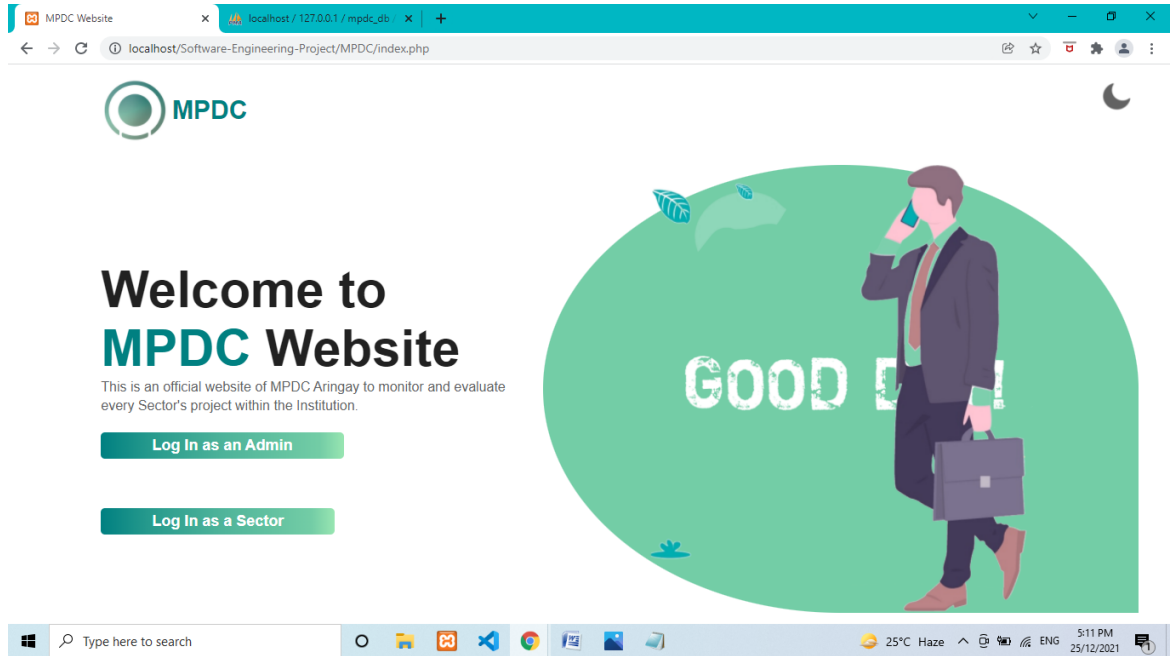 MPDC Website
localhost / 127.0.0.1 / mpdc_db /
localhost/Software-Engineering-Project/MPDC/index.php
MPDC
Welcome to
MPDC Website
This is an official website of MPDC Aringay to monitor and evaluate
every Sector's project within the Institution.
Log In as an Admin
Log In as a Sector
GOOD D !
Type here to search
25°C Haze
ENG
5:11 PM
25/12/2021
1